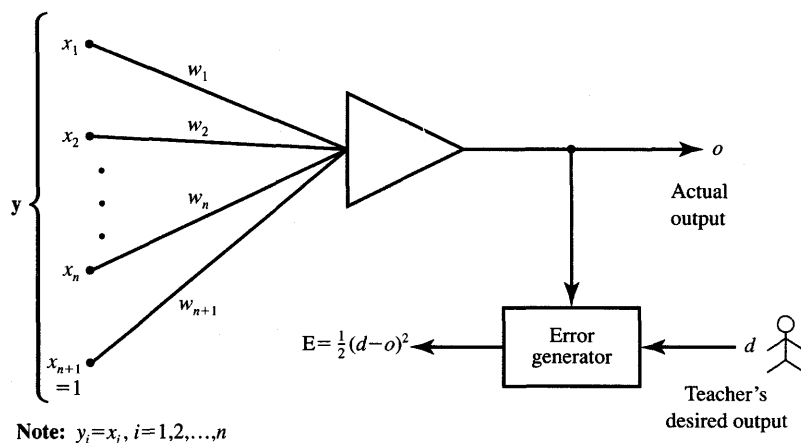 x₁
w₁
x₂
w₂
y
wₙ
xₙ
wₙ₊₁
xₙ₊₁
=1
o
Actual
output
E=½(d–o)²
Error
generator
d
Teacher's
desired output
Note: yᵢ=xᵢ, i=1,2,...,n